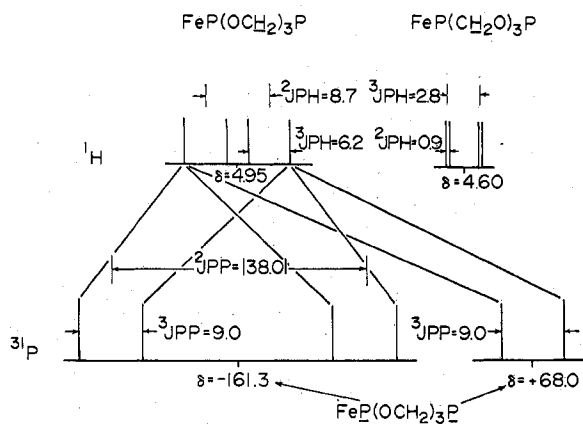 FeP(OCH2)3P FeP(CH2O)3P
2JPH=8.7 3JPH=2.8
1H 3JPH=6.2 2JPH=0.9
δ=4.95 δ=4.60
2JPP=|38.0|
3JPP=9.0 3JPP=9.0
31P
δ=-161.3 δ=+68.0
FeP(OCH2)3P